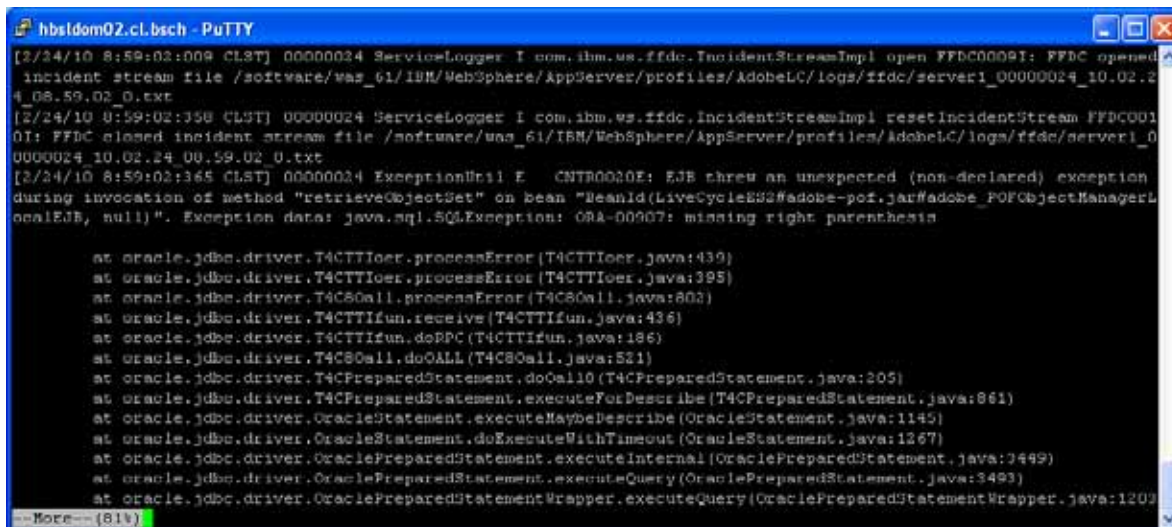 hbsldom02.cl.bsch - PuTTY
[2/24/10 8:59:02:009 CLST] 00000024 ServiceLogger I com.ibm.ws.ffdc.IncidentStreamImpl open FFDC0009I: FFDC opened
incident stream file /software/was_61/IBM/WebSphere/AppServer/profiles/AdobeLC/logs/ffdc/server1_00000024_10.02.2
4_08.59.02_0.txt
[2/24/10 8:59:02:358 CLST] 00000024 ServiceLogger I com.ibm.ws.ffdc.IncidentStreamImpl resetIncidentStream FFDC001
0I: FFDC closed incident stream file /software/was_61/IBM/WebSphere/AppServer/profiles/AdobeLC/logs/ffdc/server1_0
0000024_10.02.24_08.59.02_0.txt
[2/24/10 8:59:02:365 CLST] 00000024 ExceptionUtil E   CNTR0020E: EJB threw an unexpected (non-declared) exception
during invocation of method "retrieveObjectSet" on bean "BeanId(LiveCycleES2#adobe-pof.jar#adobe_POFObjectManagerL
ocalEJB, null)". Exception data: java.sql.SQLException: ORA-00907: missing right parenthesis
at oracle.jdbc.driver.T4CTTIoer.processError(T4CTTIoer.java:439)
at oracle.jdbc.driver.T4CTTIoer.processError(T4CTTIoer.java:395)
at oracle.jdbc.driver.T4C8Oall.processError(T4C8Oall.java:802)
at oracle.jdbc.driver.T4CTTIfun.receive(T4CTTIfun.java:436)
at oracle.jdbc.driver.T4CTTIfun.doRPC(T4CTTIfun.java:186)
at oracle.jdbc.driver.T4C8Oall.doOALL(T4C8Oall.java:521)
at oracle.jdbc.driver.T4CPreparedStatement.doOall8(T4CPreparedStatement.java:205)
at oracle.jdbc.driver.T4CPreparedStatement.executeForDescribe(T4CPreparedStatement.java:861)
at oracle.jdbc.driver.OracleStatement.executeMaybeDescribe(OracleStatement.java:1145)
at oracle.jdbc.driver.OracleStatement.doExecuteWithTimeout(OracleStatement.java:1267)
at oracle.jdbc.driver.OraclePreparedStatement.executeInternal(OraclePreparedStatement.java:3449)
at oracle.jdbc.driver.OraclePreparedStatement.executeQuery(OraclePreparedStatement.java:3493)
at oracle.jdbc.driver.OraclePreparedStatementWrapper.executeQuery(OraclePreparedStatementWrapper.java:1203
--More--(81%)